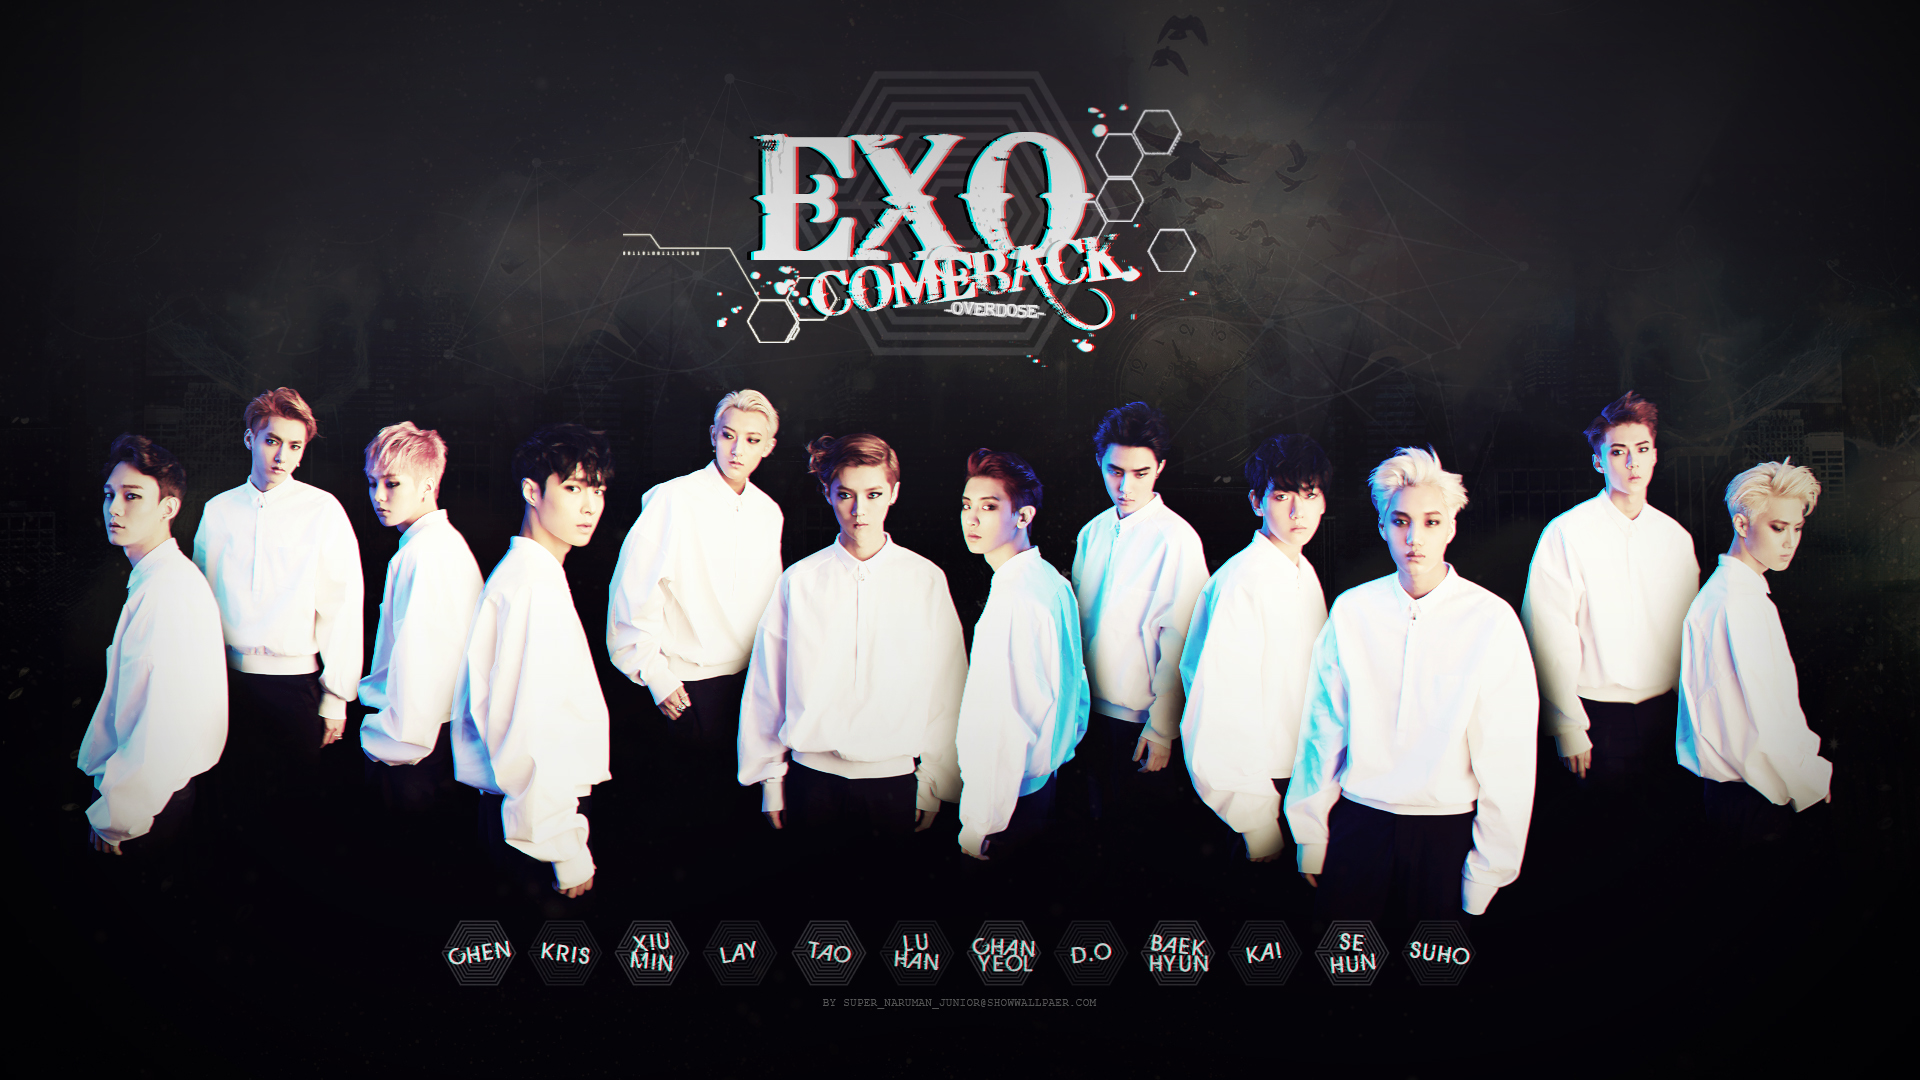 EXO
COMEBACK
-OVERDOSE-
CHEN
KRIS
XIU
MIN
LAY
TAO
LU
HAN
CHAN
YEOL
D.O
BAEK
HYUN
KAI
SE
HUN
SUHO
BY SUPER_NARUMAN_JUNIOR@SHOWWALLPAER.COM